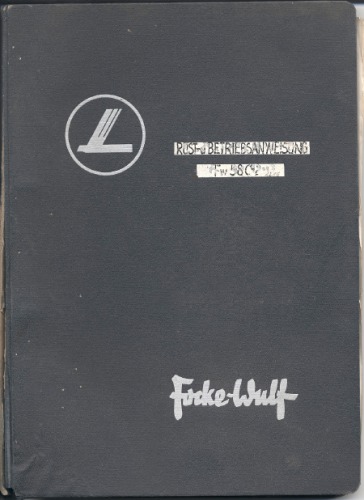 RÜST-u BETRIEBSANWEISUNG
Fw 58
Focke-Wulf